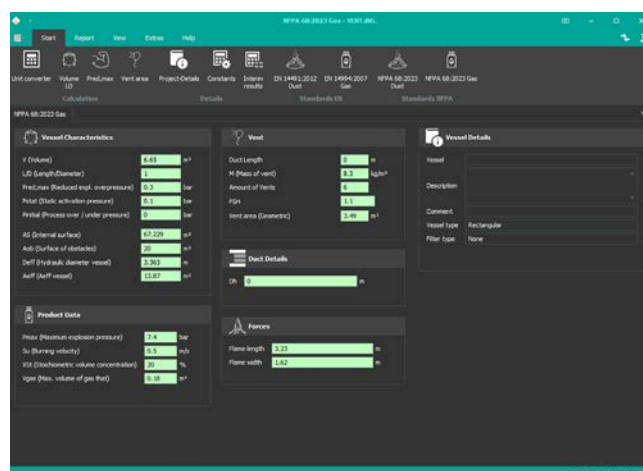 NFPA 68:2023 Gas - VENT.ING.
Start Report View Extras Help
Unit converter Volume L/D Pred,max Vent area Project-Details Constants Interim results EN 14491:2012 Dust EN 14994:2007 Gas NFPA 68:2023 Dust NFPA 68:2023 Gas
Calculation Details Standards EN Standards NFPA
NFPA 68:2023 Gas
Vessel Characteristics
V (Volume) 6.65 m³
L/D (Length/Diameter) 1
Pred,max (Reduced expl. overpressure) 0.3 bar
Pstat (Static activation pressure) 0.1 bar
Pinitial (Process over / under pressure) 0 bar
AS (Internal surface) 67.229 m²
Aob (Surface of obstacles) 20 m²
Deff (Hydraulic diameter vessel) 3.363 m
Aeff (Aeff vessel) 13.87 m²
Product Data
Pmax (Maximum explosion pressure) 7.4 bar
Su (Burning velocity) 0.5 m/s
XSt (Stochiometric volume concentration) 20 %
Vgas (Max. volume of gas that) 0.18 m³
Vent
Duct Length 0 m
M (Mass of vent) 8.3 kg/m²
Amount of Vents 6
FSH 1.1
Vent area (Geometric) 3.49 m²
Duct Details
Dh 0 m
Forces
Flame length 3.23 m
Flame width 1.62 m
Vessel Details
Vessel
Description
Comment
Vessel type Rectangular
Filter type None